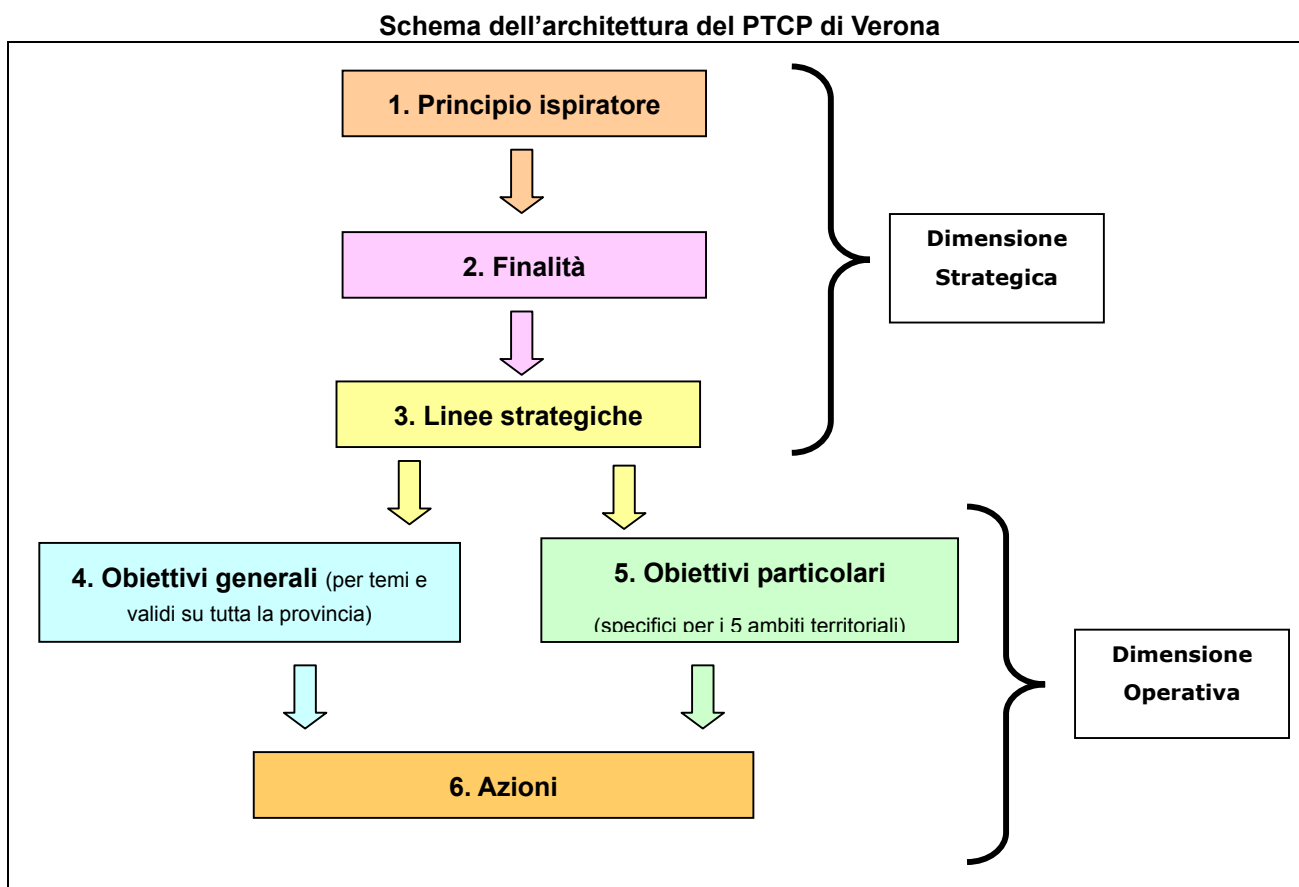 Schema dell’architettura del PTCP di Verona
1. Principio ispiratore
2. Finalità
Dimensione
Strategica
3. Linee strategiche
4. Obiettivi generali (per temi e
validi su tutta la provincia)
5. Obiettivi particolari
(specifici per i 5 ambiti territoriali)
Dimensione
Operativa
6. Azioni